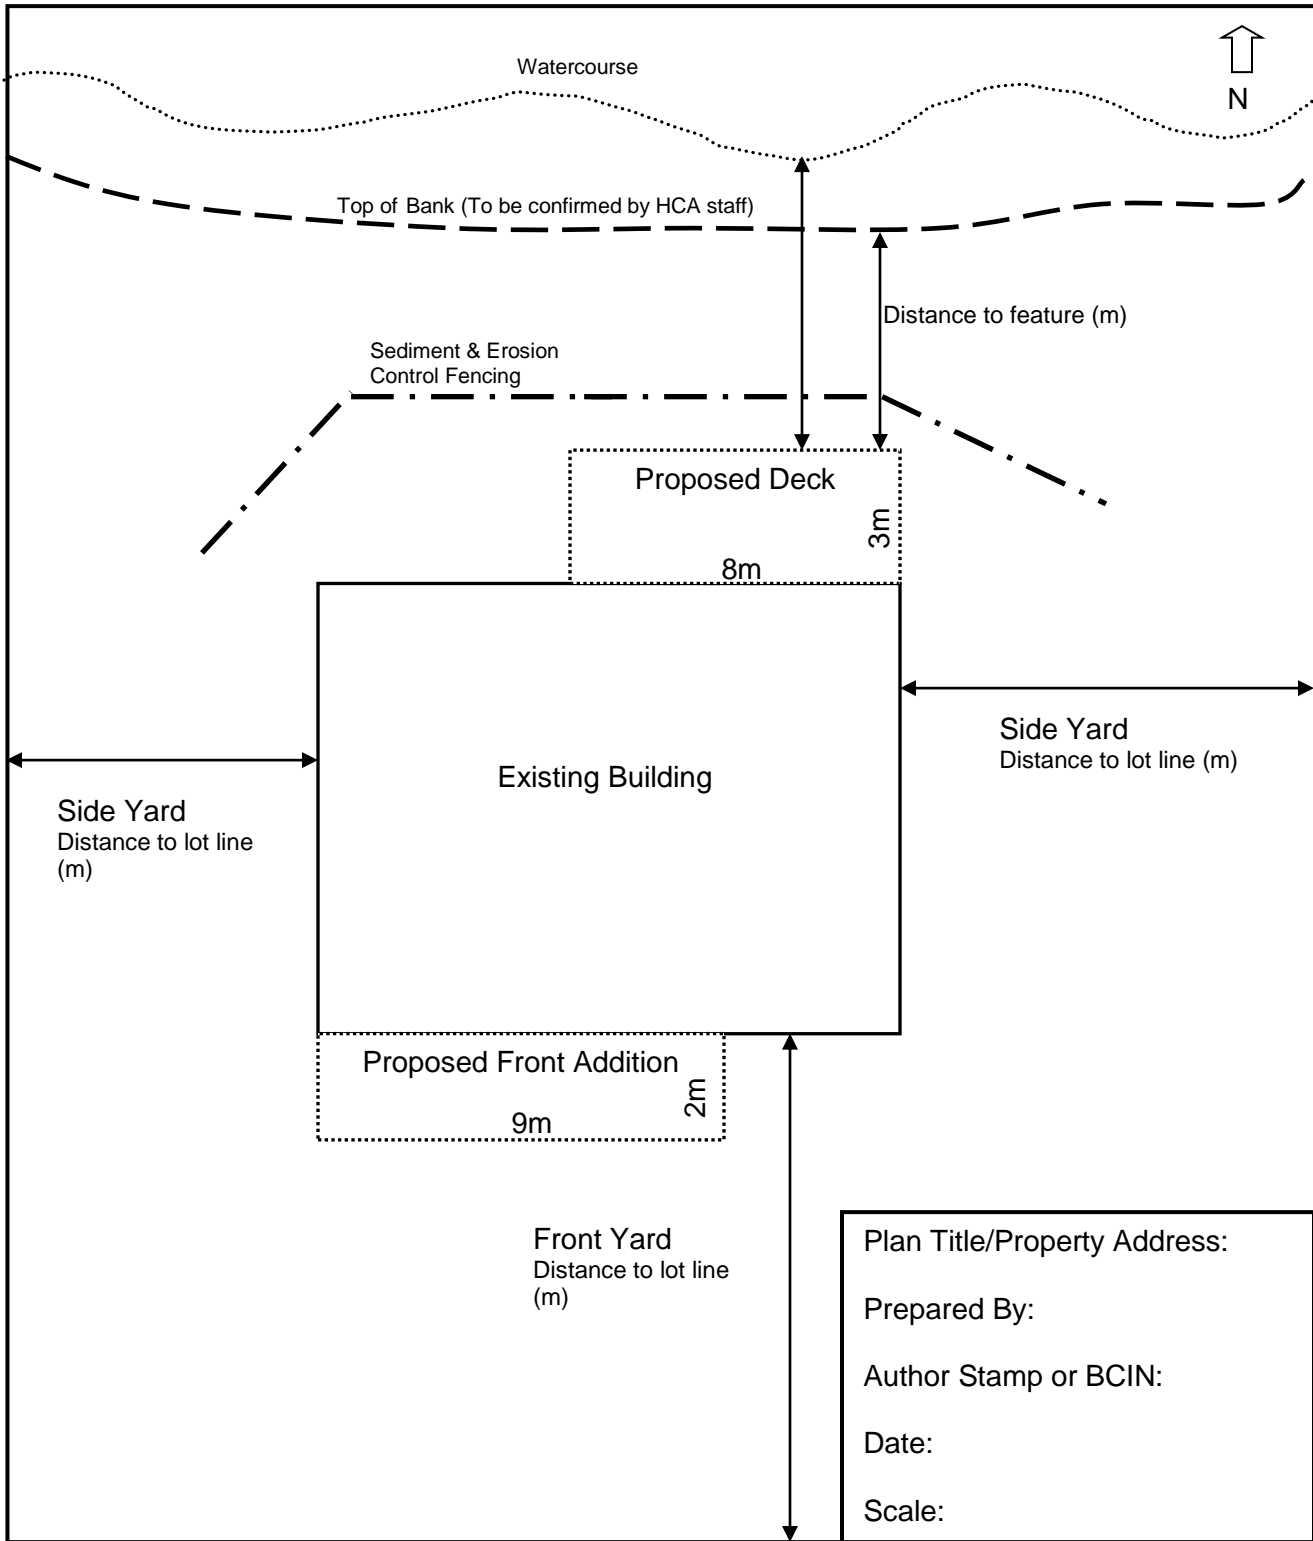 Watercourse
N
Top of Bank (To be confirmed by HCA staff)
Distance to feature (m)
Sediment & Erosion
Control Fencing
Proposed Deck
3m
8m
Side Yard
Distance to lot line (m)
Existing Building
Side Yard
Distance to lot line
(m)
Proposed Front Addition
2m
9m
Front Yard
Distance to lot line
(m)
Plan Title/Property Address:
Prepared By:
Author Stamp or BCIN:
Date:
Scale: